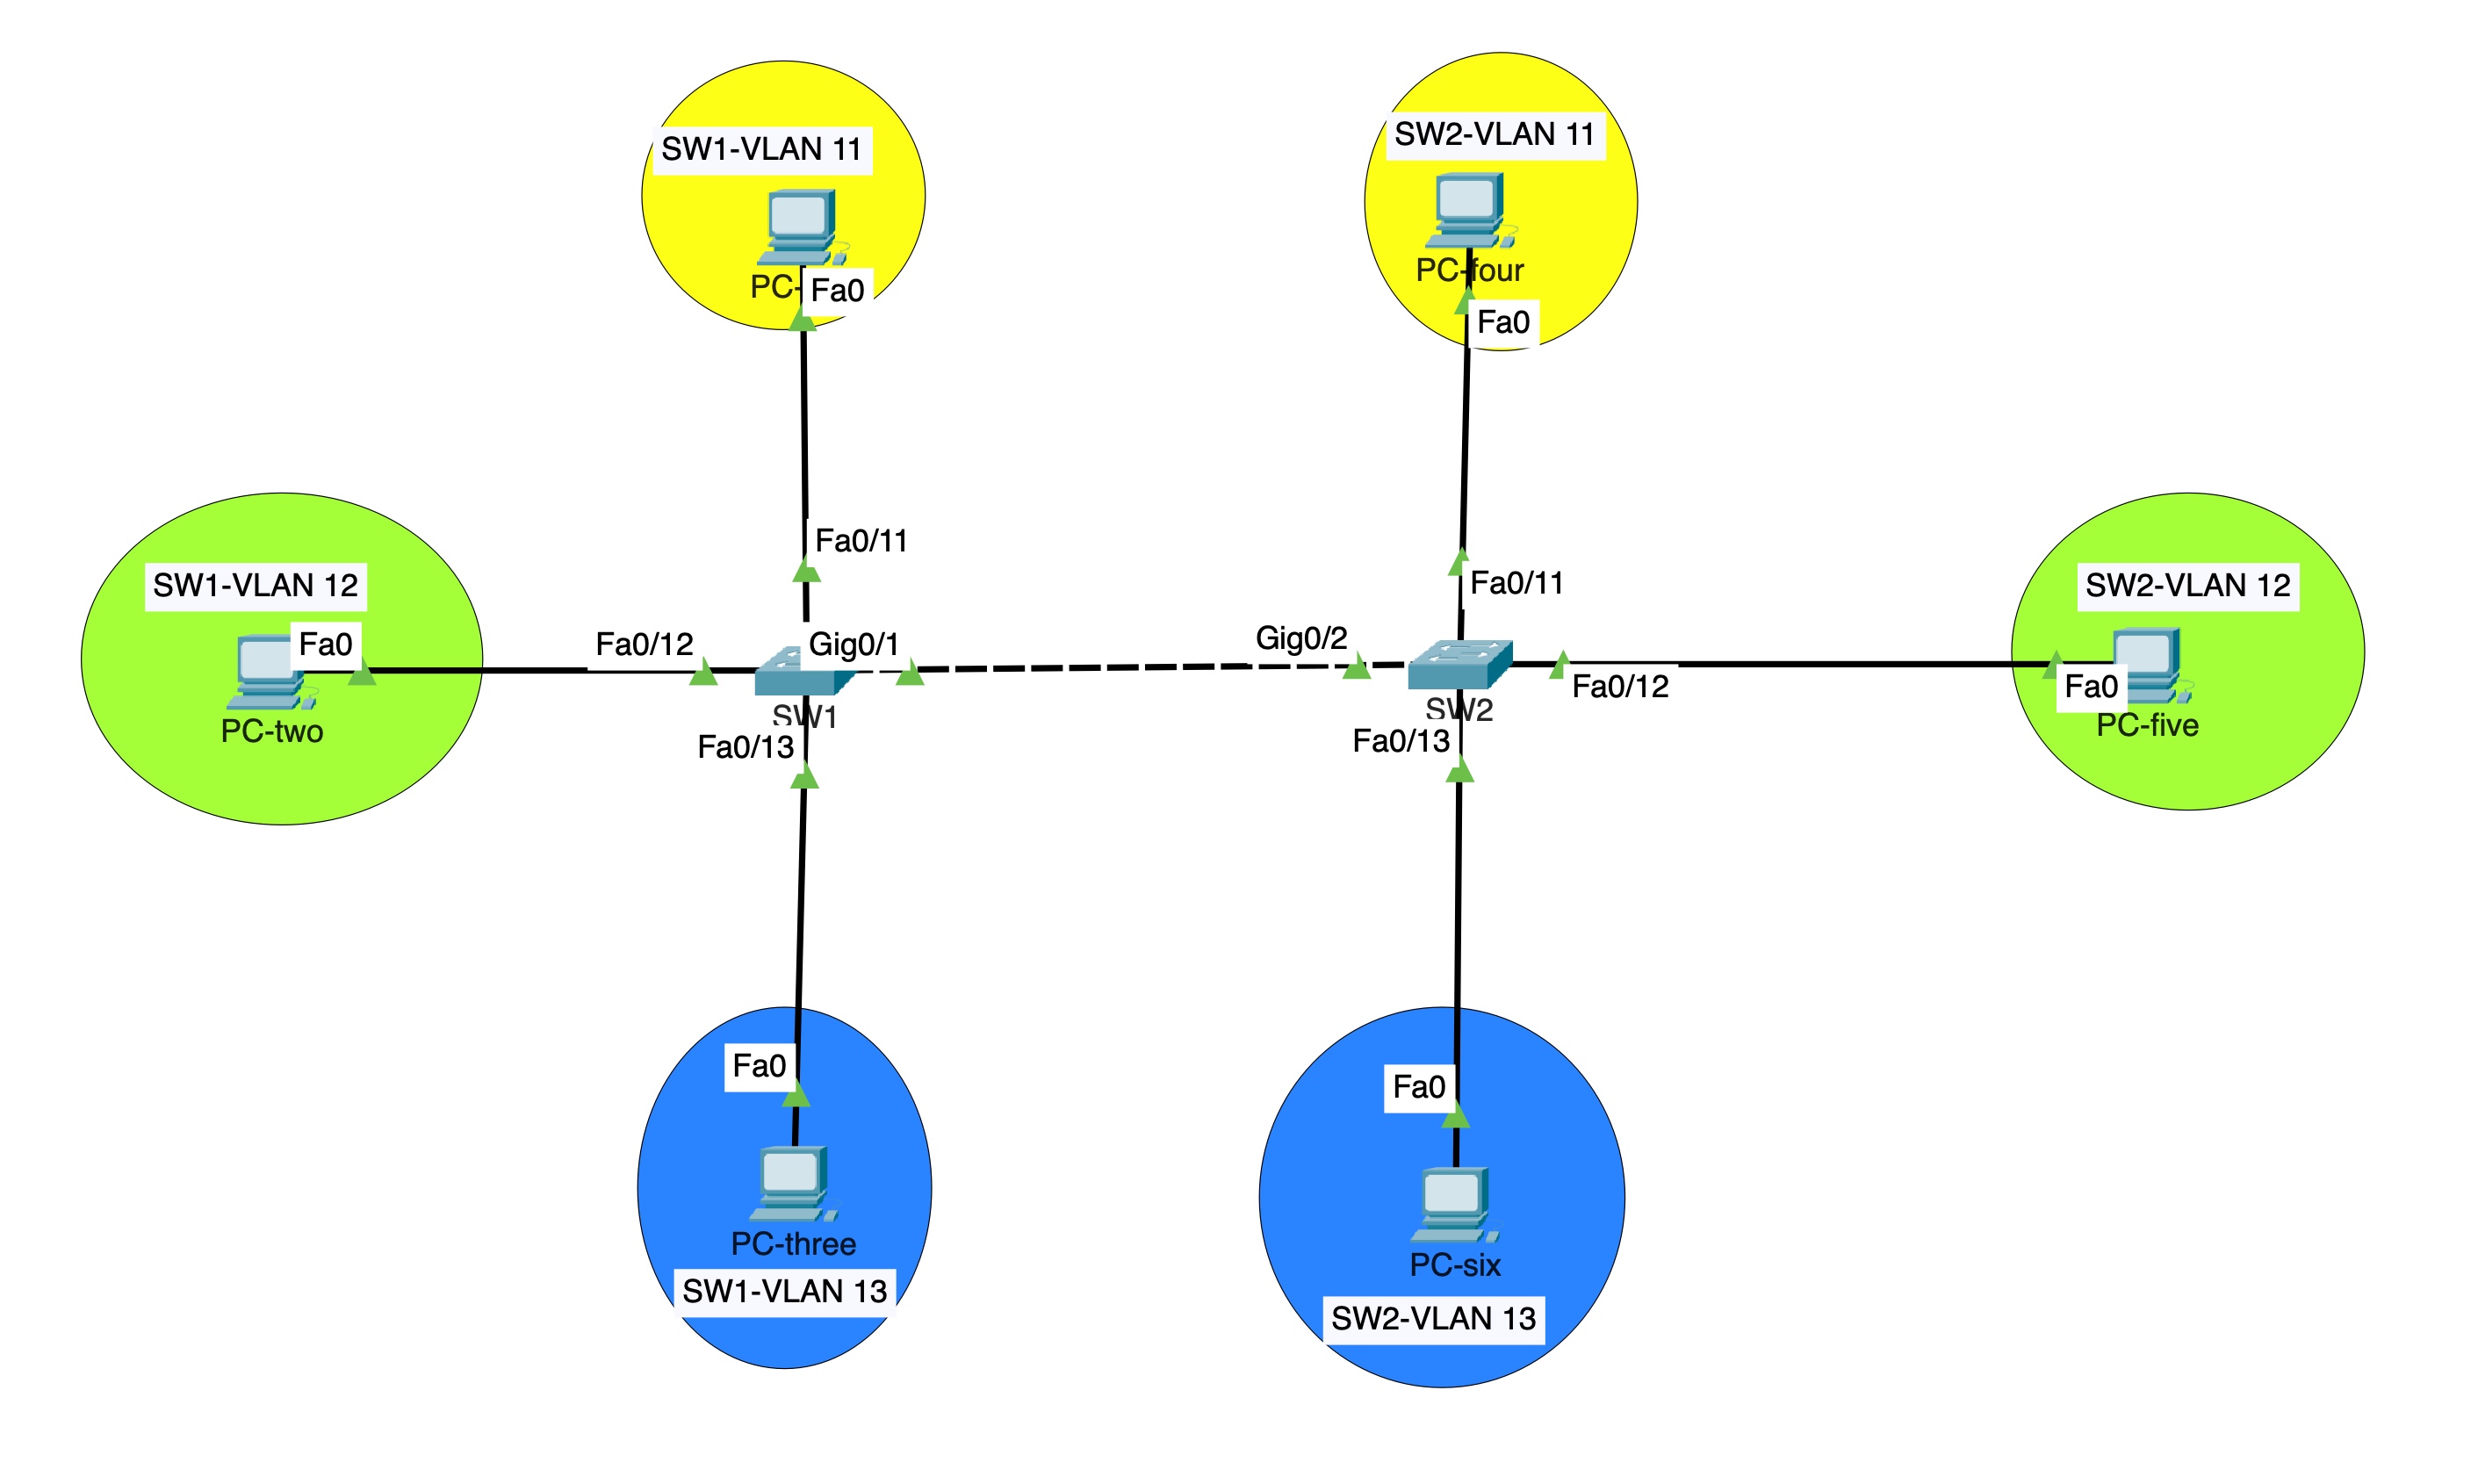 SW1-VLAN 11
PC-
Fa0
SW2-VLAN 11
PC-four
Fa0
Fa0/11
Fa0/11
SW1-VLAN 12
Fa0
PC-two
Fa0/12
Gig0/1
SW1
Fa0/13
Gig0/2
SW2
Fa0/12
Fa0/13
SW2-VLAN 12
Fa0
PC-five
Fa0
PC-three
SW1-VLAN 13
Fa0
PC-six
SW2-VLAN 13